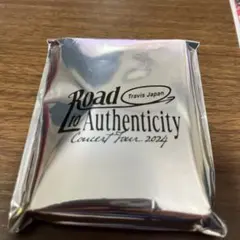 Road
Travis Japan
to Authenticity
Concert Tour 2024